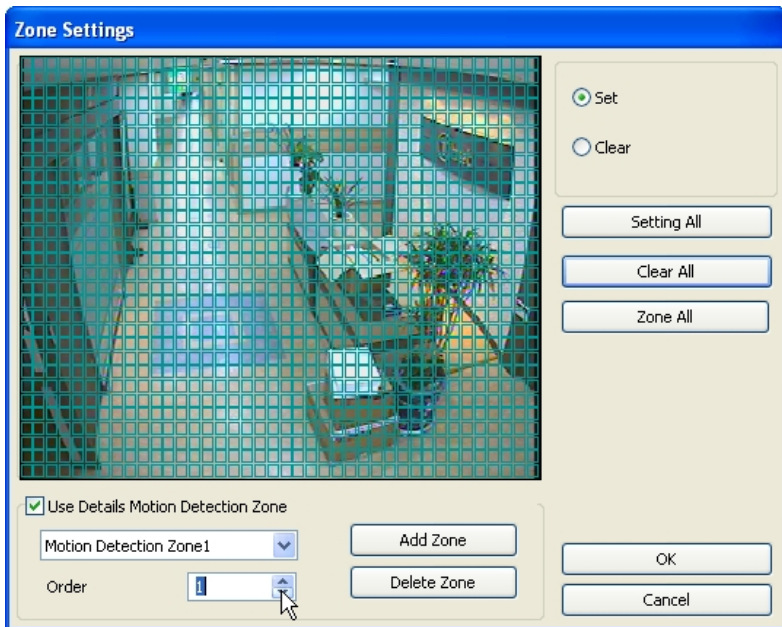 Zone Settings
Set
Clear
Setting All
Clear All
Zone All
Use Details Motion Detection Zone
Motion Detection Zone1
Add Zone
Order
1
Delete Zone
OK
Cancel